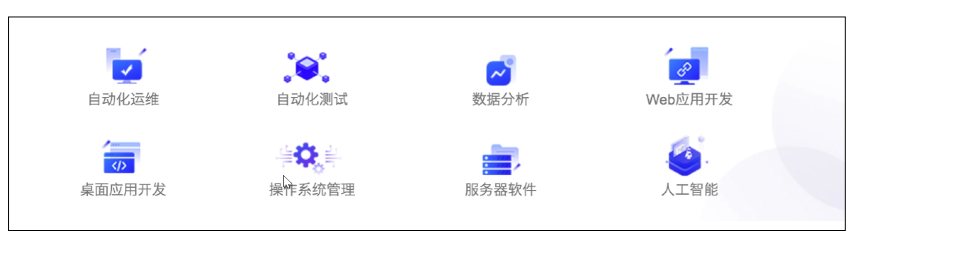 自动化运维
自动化测试
数据分析
Web应用开发
桌面应用开发
操作系统管理
服务器软件
人工智能